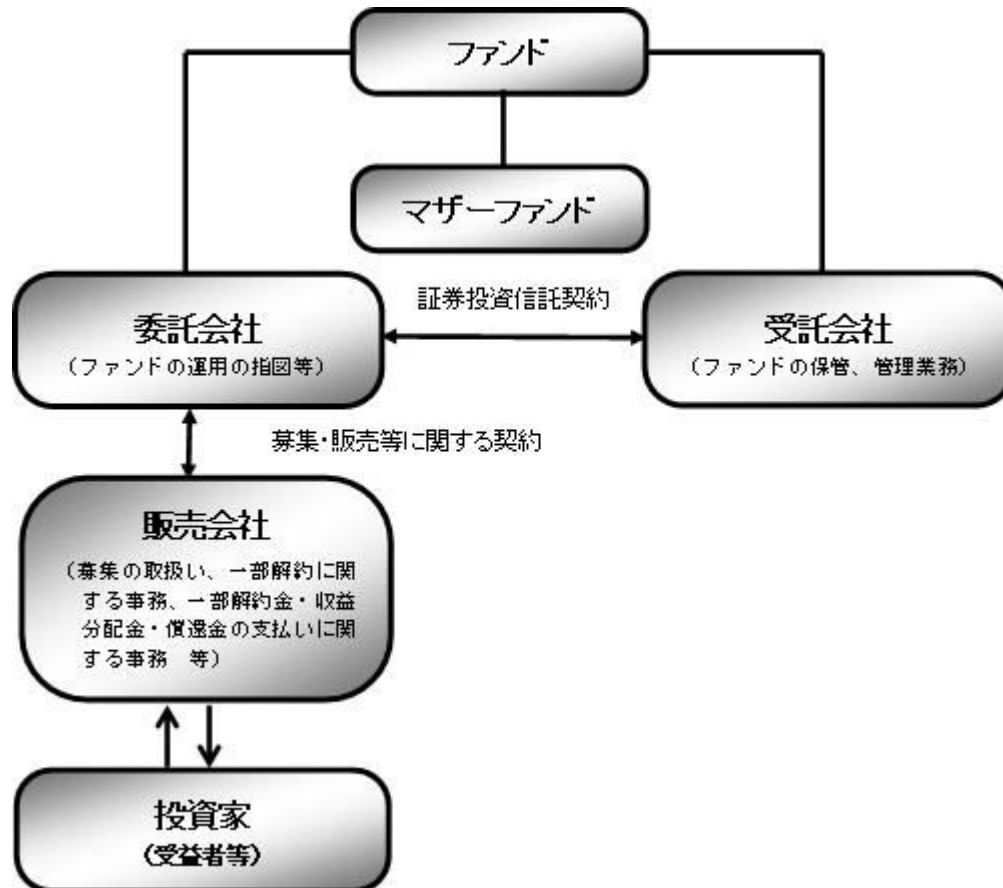 ファンド
マザーファンド
証券投資信託契約
委託会社
（ファンドの運用の指図等）
受託会社
（ファンドの保管、管理業務）
募集・販売等に関する契約
販売会社
（募集の取扱い、一部解約に関
する事務、一部解約金・収益
分配金・償還金の支払いに関
する事務　等）
投資家
（受益者等）